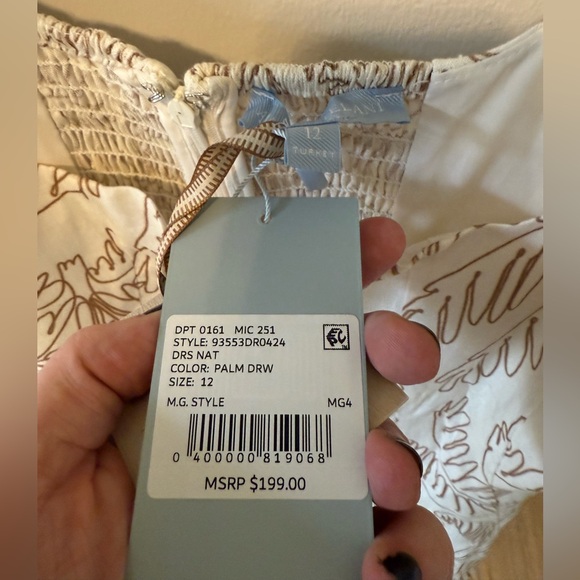 12
TURKEY
DPT 0161 MIC 251
STYLE: 93553DR0424
DRS NAT
COLOR: PALM DRW
SIZE: 12
M.G. STYLE MG4
0 400000 819068
MSRP $199.00